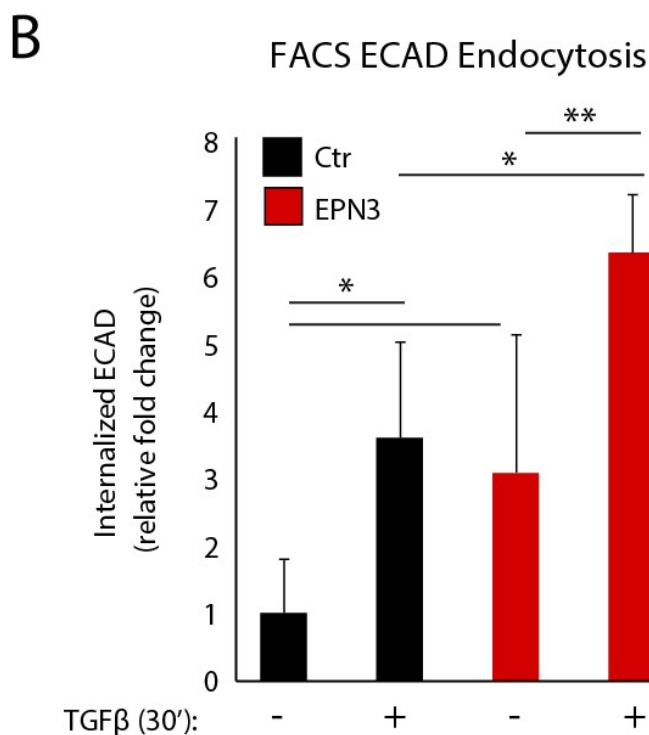 B
FACS ECAD Endocytosis
Internalized ECAD
(relative fold change)
8
7
6
5
4
3
2
1
0
Ctr
EPN3
**
*
*
TGFβ (30'):
- + - +